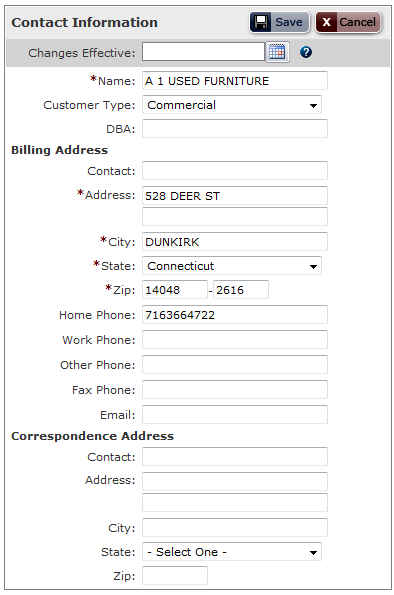 Contact Information Save X Cancel
Changes Effective: ?
*Name: A 1 USED FURNITURE
Customer Type: Commercial
DBA:
Billing Address
Contact:
*Address: 528 DEER ST
*City: DUNKIRK
*State: Connecticut
*Zip: 14048-2616
Home Phone: 7163664722
Work Phone:
Other Phone:
Fax Phone:
Email:
Correspondence Address
Contact:
Address:
City:
State: - Select One -
Zip: